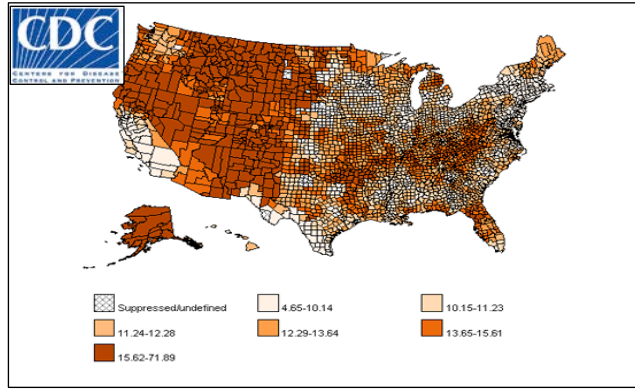 CDC
CENTERS FOR DISEASE
CONTROL AND PREVENTION
Suppressed/undefined
4.65-10.14
10.15-11.23
11.24-12.28
12.29-13.64
13.65-15.61
15.62-71.89